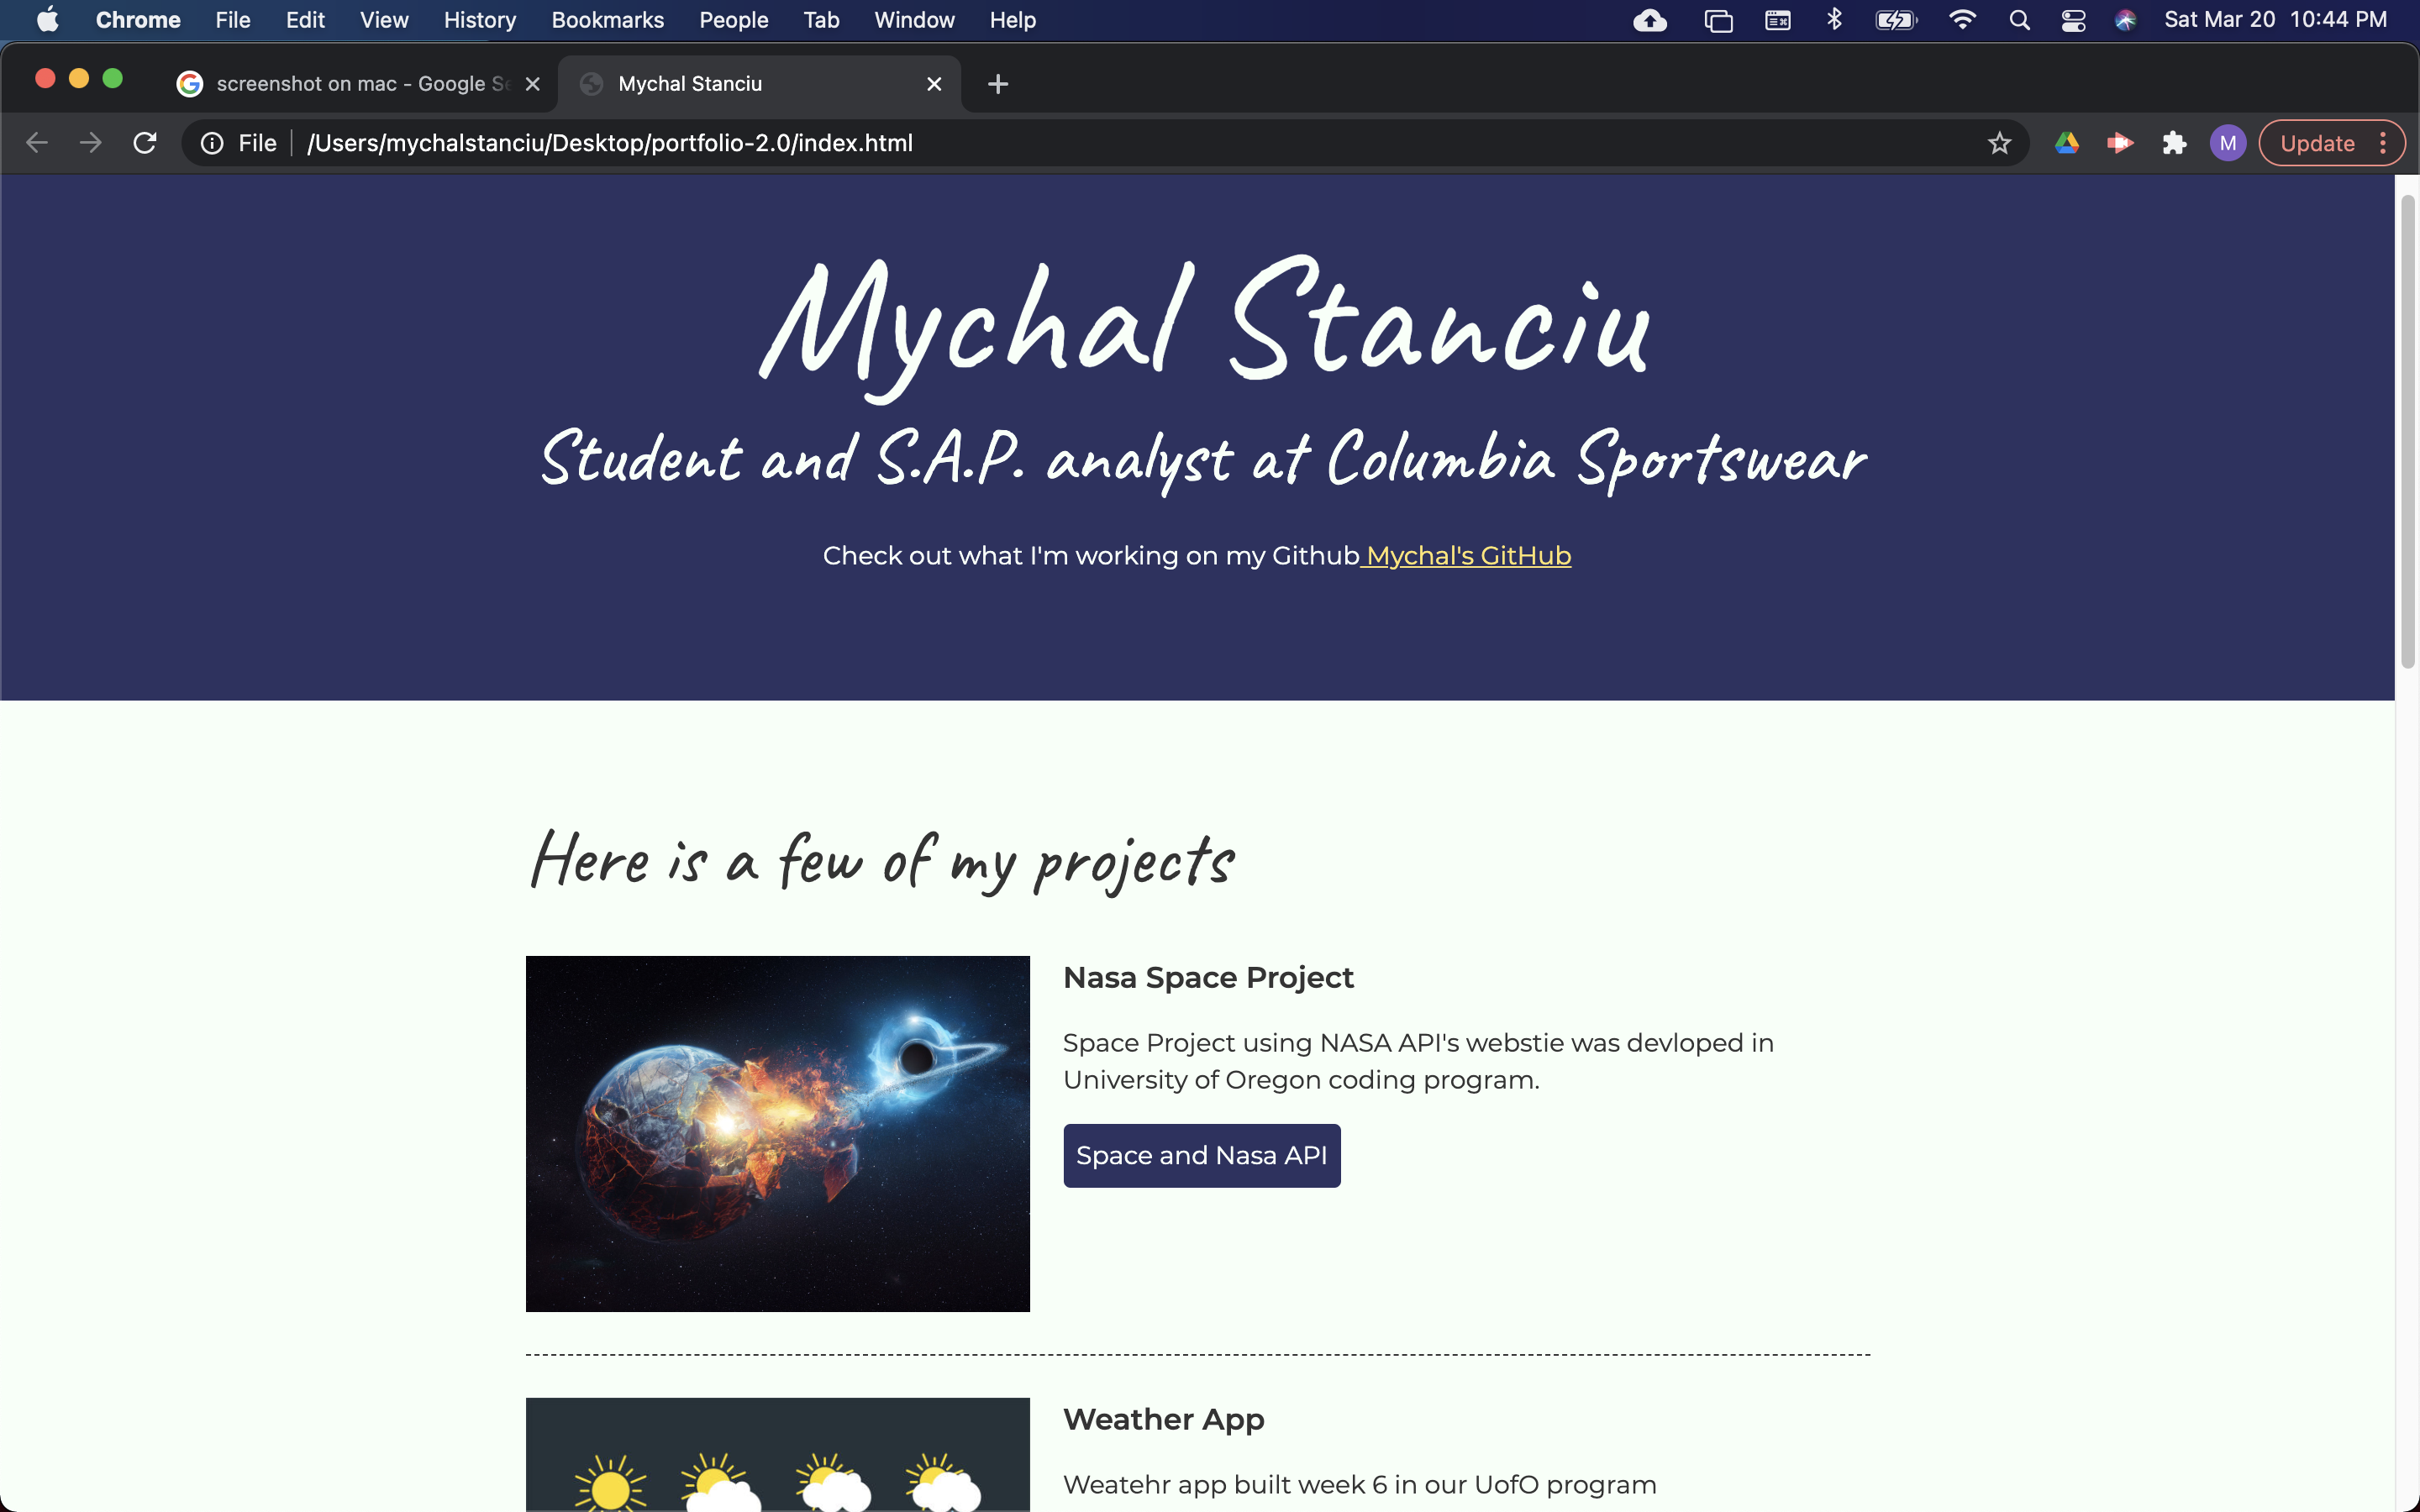 Chrome File Edit View History Bookmarks People Tab Window Help Sat Mar 20 10:44 PM
screenshot on mac - Google Se Mychal Stanciu
File /Users/mychalstanciu/Desktop/portfolio-2.0/index.html M Update
Mychal Stanciu
Student and S.A.P. analyst at Columbia Sportswear
Check out what I'm working on my Github Mychal's GitHub
Here is a few of my projects
Nasa Space Project
Space Project using NASA API's webstie was devloped in
University of Oregon coding program.
Space and Nasa API
Weather App
Weatehr app built week 6 in our UofO program